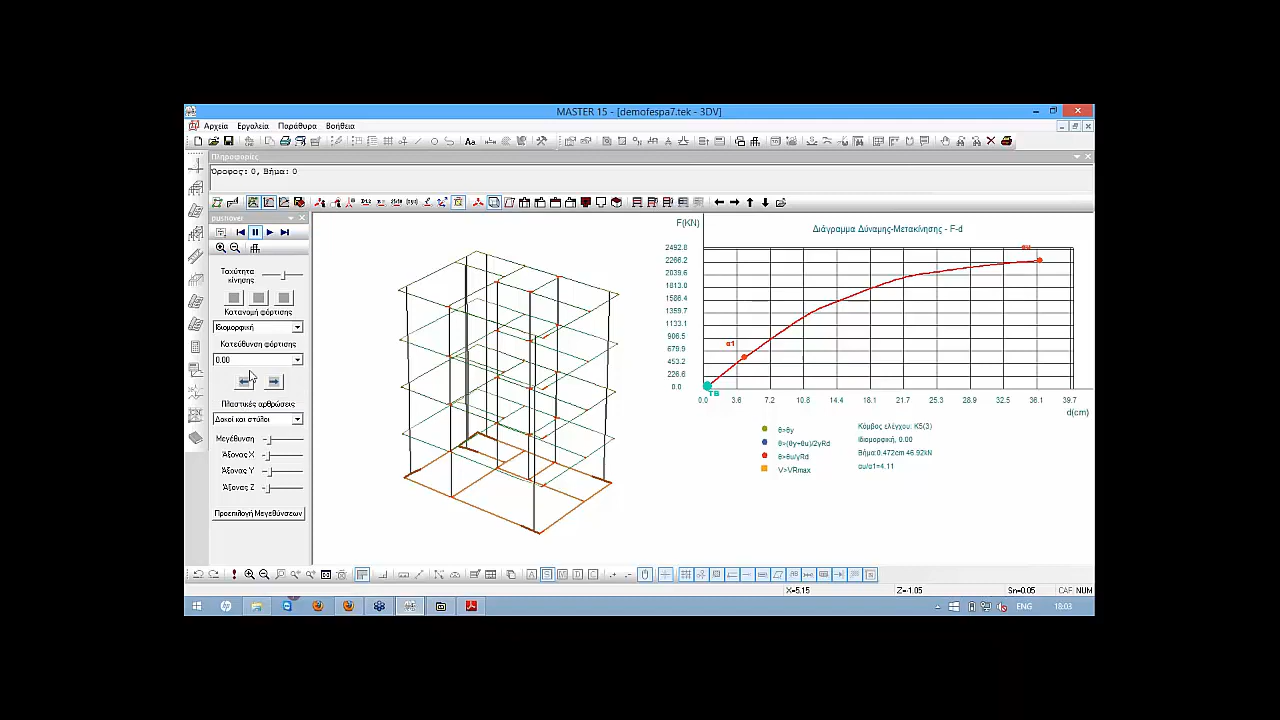 MASTER 15 - [demofespa7.tek - 3DV]
Αρχεία Εργαλεία Παράθυρα Βοήθεια
Πληροφορίες
Όροφος: 0, Βήμα: 0
pushover
Ταχύτητα
κίνησης
Κατανομή φόρτισης
Ιδιομορφική
Κατεύθυνση φόρτισης
0.00
Πλαστικές αρθρώσεις
Δοκοί και στύλοι
Μεγέθυνση
Άξονας X
Άξονας Y
Άξονας Z
Προεπιλογή Μεγεθύνσεων
F(KN)
Διάγραμμα Δύναμης-Μετακίνησης - F-d
2492.8
2266.2
2039.6
1813.0
1586.4
1359.7
1133.1
906.5
679.9
453.2
226.6
0.0
αu
α1
TB
0.0 3.6 7.2 10.8 14.4 18.1 21.7 25.3 28.9 32.5 36.1 39.7
d(cm)
θ>θy
θ>(θy+θu)/2γRd
θ>θu/γRd
V>VRmax
Κόμβος ελέγχου: K5(3)
Ιδιομορφική, 0.00
Βήμα:0.472cm 46.92kN
αu/α1=4.11
X=5.15 Z=-1.05 Sn=0.05 CAF NUM
ENG 18:03